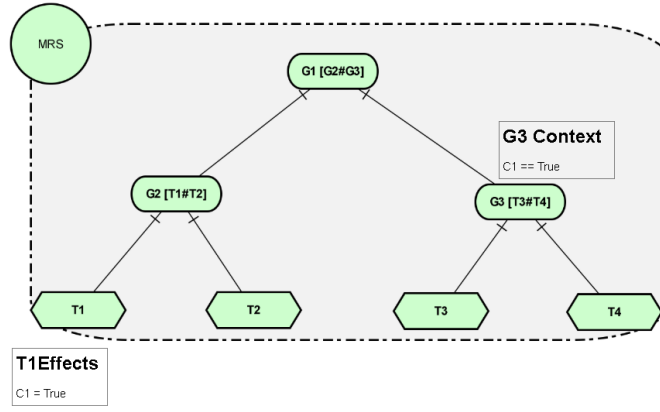 MRS
G1 [G2#G3]
G3 Context
C1 == True
G2 [T1#T2]
G3 [T3#T4]
T1
T2
T3
T4
T1Effects
C1 = True